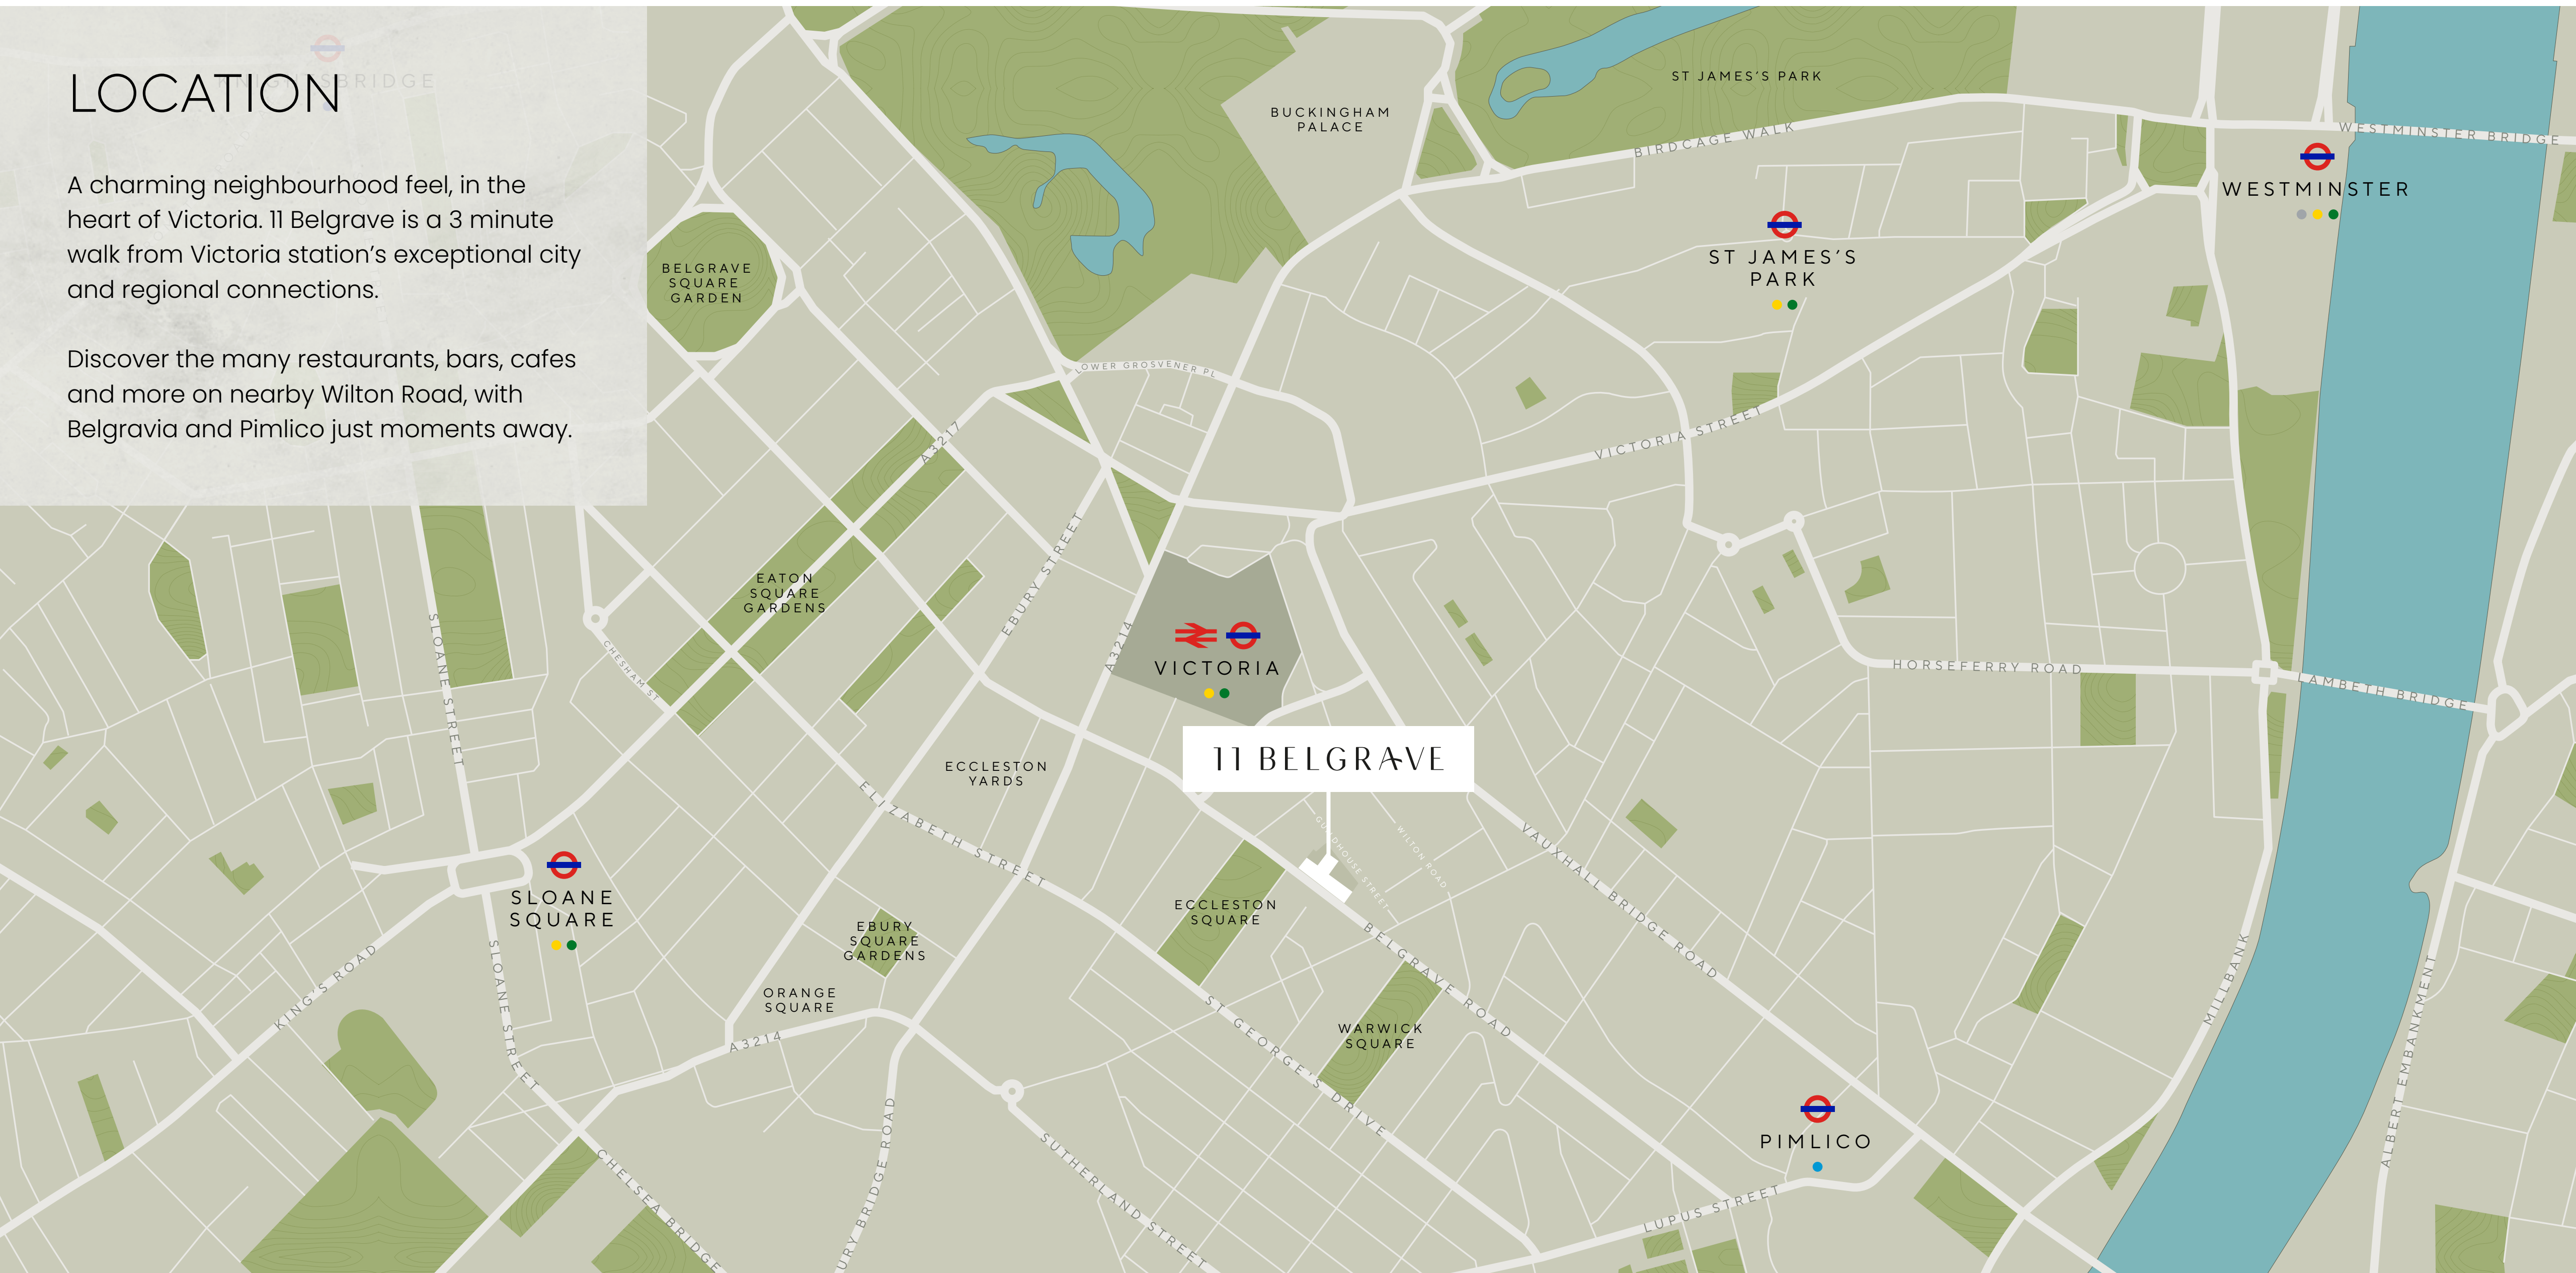 LOCATION
KNIGHTSBRIDGE
A charming neighbourhood feel, in the
heart of Victoria. 11 Belgrave is a 3 minute
walk from Victoria station’s exceptional city
and regional connections.
Discover the many restaurants, bars, cafes
and more on nearby Wilton Road, with
Belgravia and Pimlico just moments away.
BUCKINGHAM
PALACE
ST JAMES’S PARK
BIRDCAGE WALK
WESTMINSTER BRIDGE
WESTMINSTER
ST JAMES’S
PARK
BELGRAVE
SQUARE
GARDEN
LOWER GROSVENER PL
A3217
VICTORIA STREET
EATON
SQUARE
GARDENS
EBURY STREET
A3214
VICTORIA
SLOANE STREET
CHESHAM ST
HORSEFERRY ROAD
LAMBETH BRIDGE
11 BELGRAVE
ECCLESTON
YARDS
ELIZABETH STREET
GUILDHOUSE STREET
WILTON ROAD
VAUXHALL BRIDGE ROAD
SLOANE
SQUARE
ECCLESTON
SQUARE
EBURY
SQUARE
GARDENS
ORANGE
SQUARE
A3214
KING’S ROAD
SLOANE STREET
BELGRAVE ROAD
WARWICK
SQUARE
ST GEORGE’S DRIVE
MILLBANK
ALBERT EMBANKMENT
PIMLICO
LUPUS STREET
SUTHERLAND STREET
CHELSEA BRIDGE
URY BRIDGE ROAD